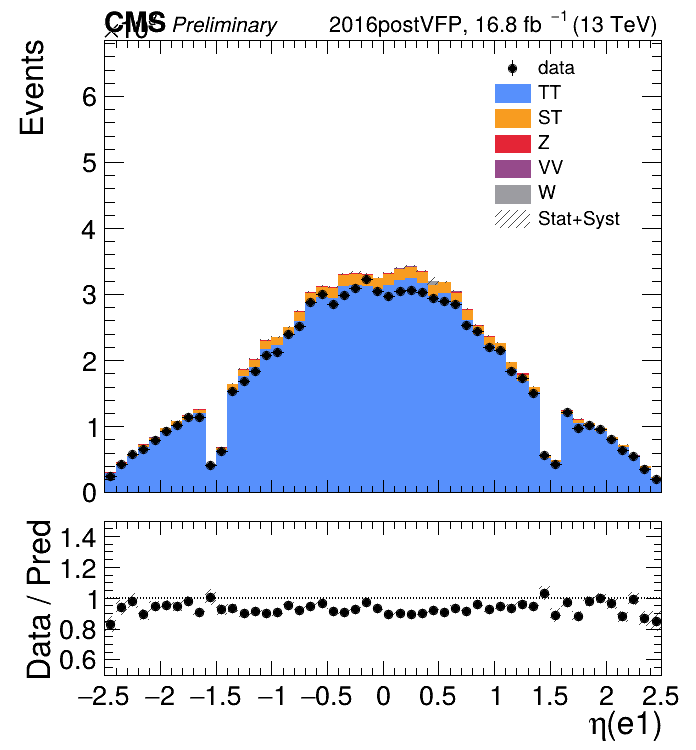 CMS Preliminary 2016postVFP, 16.8 fb⁻¹ (13 TeV)
Events
6
5
4
3
2
1
0
data
TT
ST
Z
VV
W
Stat+Syst
Data / Pred
1.4
1.2
1
0.8
0.6
−2.5 −2 −1.5 −1 −0.5 0 0.5 1 1.5 2 2.5
η(e1)